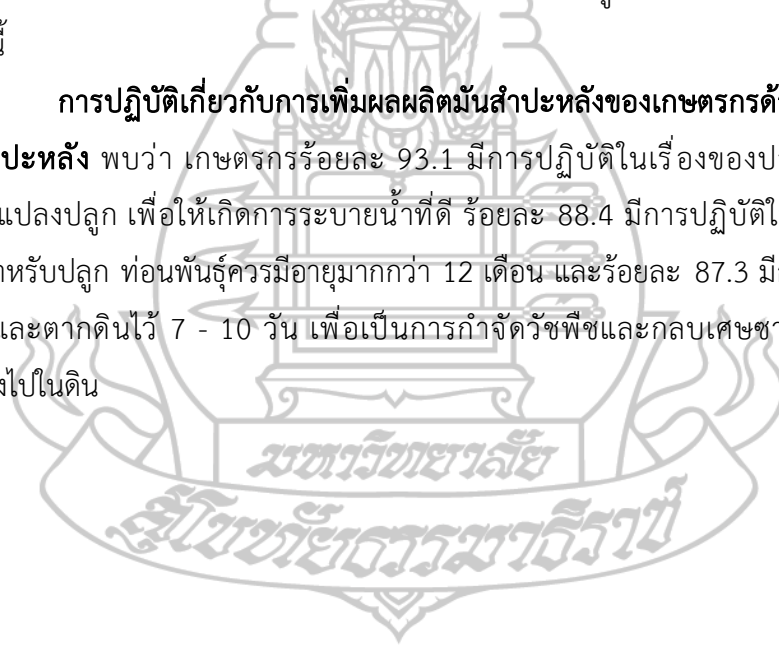 นี้
การปฏิบัติเกี่ยวกับการเพิ่มผลผลิตมันสำปะหลังของเกษตรกรด้
ปะหลัง พบว่า เกษตรกรร้อยละ 93.1 มีการปฏิบัติในเรื่องของป
แปลงปลูก เพื่อให้เกิดการระบายน้ำที่ดี ร้อยละ 88.4 มีการปฏิบัติใ
ำหรับปลูก ท่อนพันธุ์ควรมีอายุมากกว่า 12 เดือน และร้อยละ 87.3 มี
และตากดินไว้ 7 - 10 วัน เพื่อเป็นการกำจัดวัชพืชและกลบเศษซา
งไปในดิน
มหาวิทยาลัย
สุโขทัยธรรมาธิราช